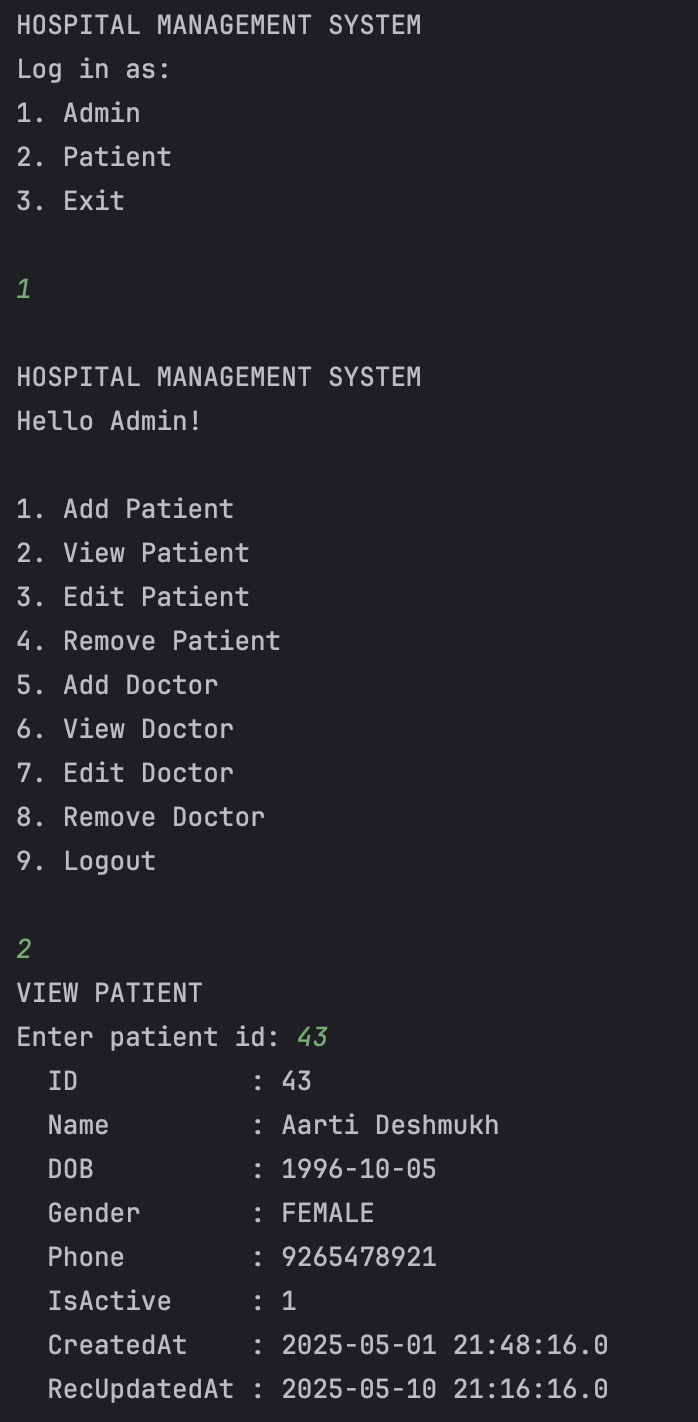 HOSPITAL MANAGEMENT SYSTEM
Log in as:
1. Admin
2. Patient
3. Exit
1
HOSPITAL MANAGEMENT SYSTEM
Hello Admin!
1. Add Patient
2. View Patient
3. Edit Patient
4. Remove Patient
5. Add Doctor
6. View Doctor
7. Edit Doctor
8. Remove Doctor
9. Logout
2
VIEW PATIENT
Enter patient id: 43
ID : 43
Name : Aarti Deshmukh
DOB : 1996-10-05
Gender : FEMALE
Phone : 9265478921
IsActive : 1
CreatedAt : 2025-05-01 21:48:16.0
RecUpdatedAt : 2025-05-10 21:16:16.0